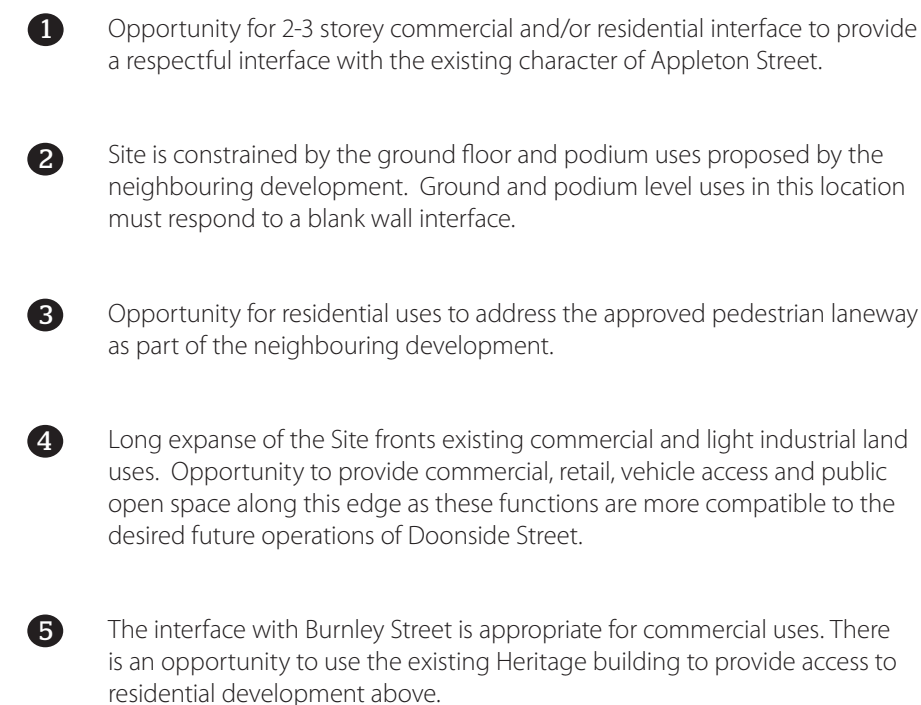 1 Opportunity for 2-3 storey commercial and/or residential interface to provide
a respectful interface with the existing character of Appleton Street.
2 Site is constrained by the ground floor and podium uses proposed by the
neighbouring development.  Ground and podium level uses in this location
must respond to a blank wall interface.
3 Opportunity for residential uses to address the approved pedestrian laneway
as part of the neighbouring development.
4 Long expanse of the Site fronts existing commercial and light industrial land
uses.  Opportunity to provide commercial, retail, vehicle access and public
open space along this edge as these functions are more compatible to the
desired future operations of Doonside Street.
5 The interface with Burnley Street is appropriate for commercial uses. There
is an opportunity to use the existing Heritage building to provide access to
residential development above.